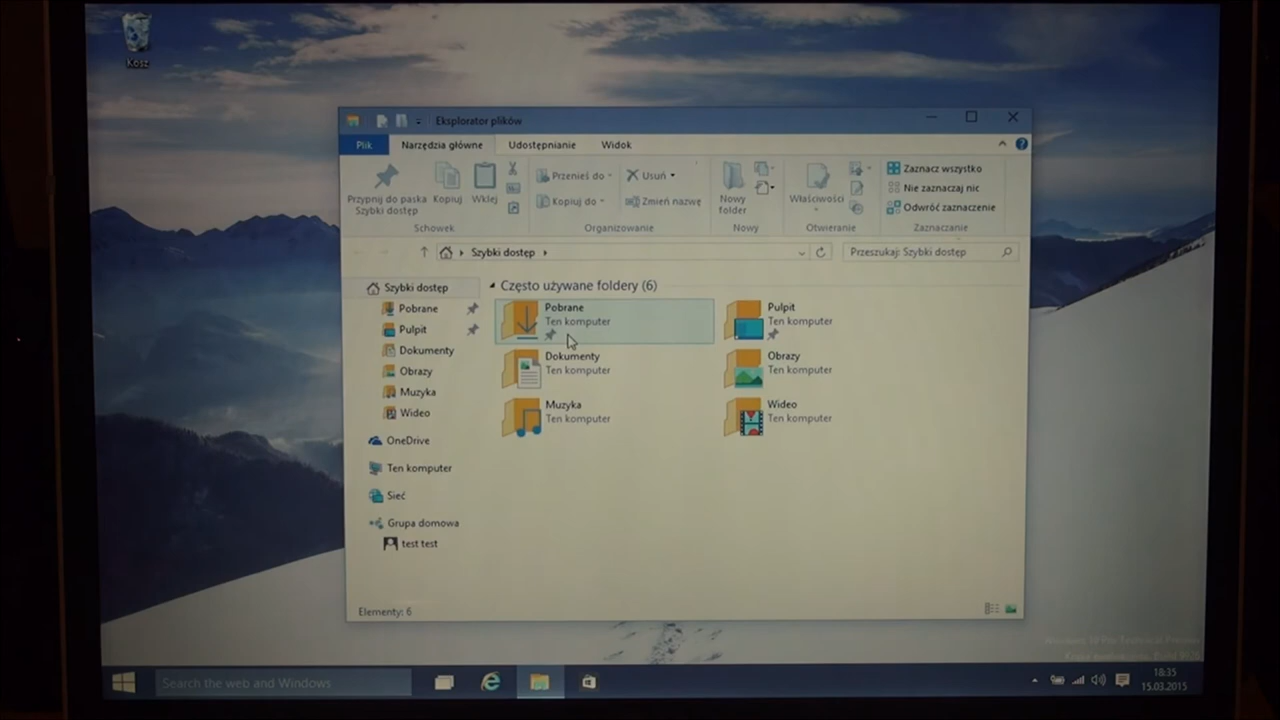 Kosz
Eksplorator plików
Plik Narzędzia główne Udostępnianie Widok
Przypnij do paska
Szybki dostęp
Kopiuj
Wklej
Schowek
Przenieś do
Kopiuj do
Usuń
Zmień nazwę
Organizowanie
Nowy
folder
Nowy
Właściwości
Otwieranie
Zaznacz wszystko
Nie zaznaczaj nic
Odwróć zaznaczenie
Zaznaczanie
Szybki dostęp
Przeszukaj: Szybki dostęp
Szybki dostęp
Pobrane
Pulpit
Dokumenty
Obrazy
Muzyka
Wideo
OneDrive
Ten komputer
Sieć
Grupa domowa
test test
Często używane foldery (6)
Pobrane
Ten komputer
Pulpit
Ten komputer
Dokumenty
Ten komputer
Obrazy
Ten komputer
Muzyka
Ten komputer
Wideo
Ten komputer
Elementy: 6
Search the web and Windows
18:35
15.03.2015